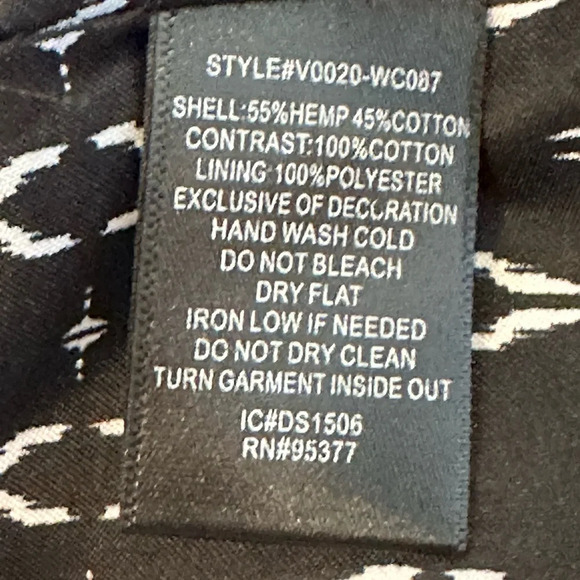 STYLE#V0020-WC087
SHELL:55%HEMP 45%COTTON
CONTRAST:100%COTTON
LINING 100%POLYESTER
EXCLUSIVE OF DECORATION
HAND WASH COLD
DO NOT BLEACH
DRY FLAT
IRON LOW IF NEEDED
DO NOT DRY CLEAN
TURN GARMENT INSIDE OUT
IC#DS1506
RN#95377